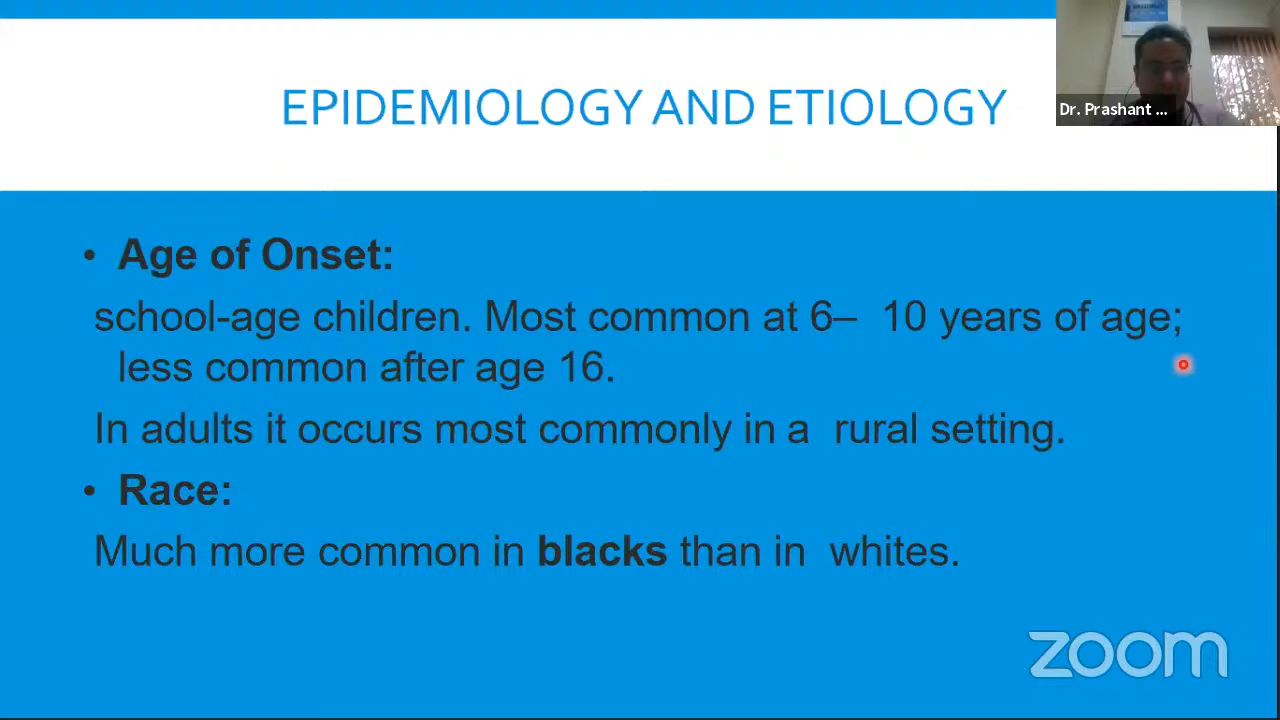 EPIDEMIOLOGY AND ETIOLOGY
Dr. Prashant ...
• Age of Onset:
school-age children. Most common at 6– 10 years of age;
less common after age 16.
In adults it occurs most commonly in a rural setting.
• Race:
Much more common in blacks than in whites.
zoom